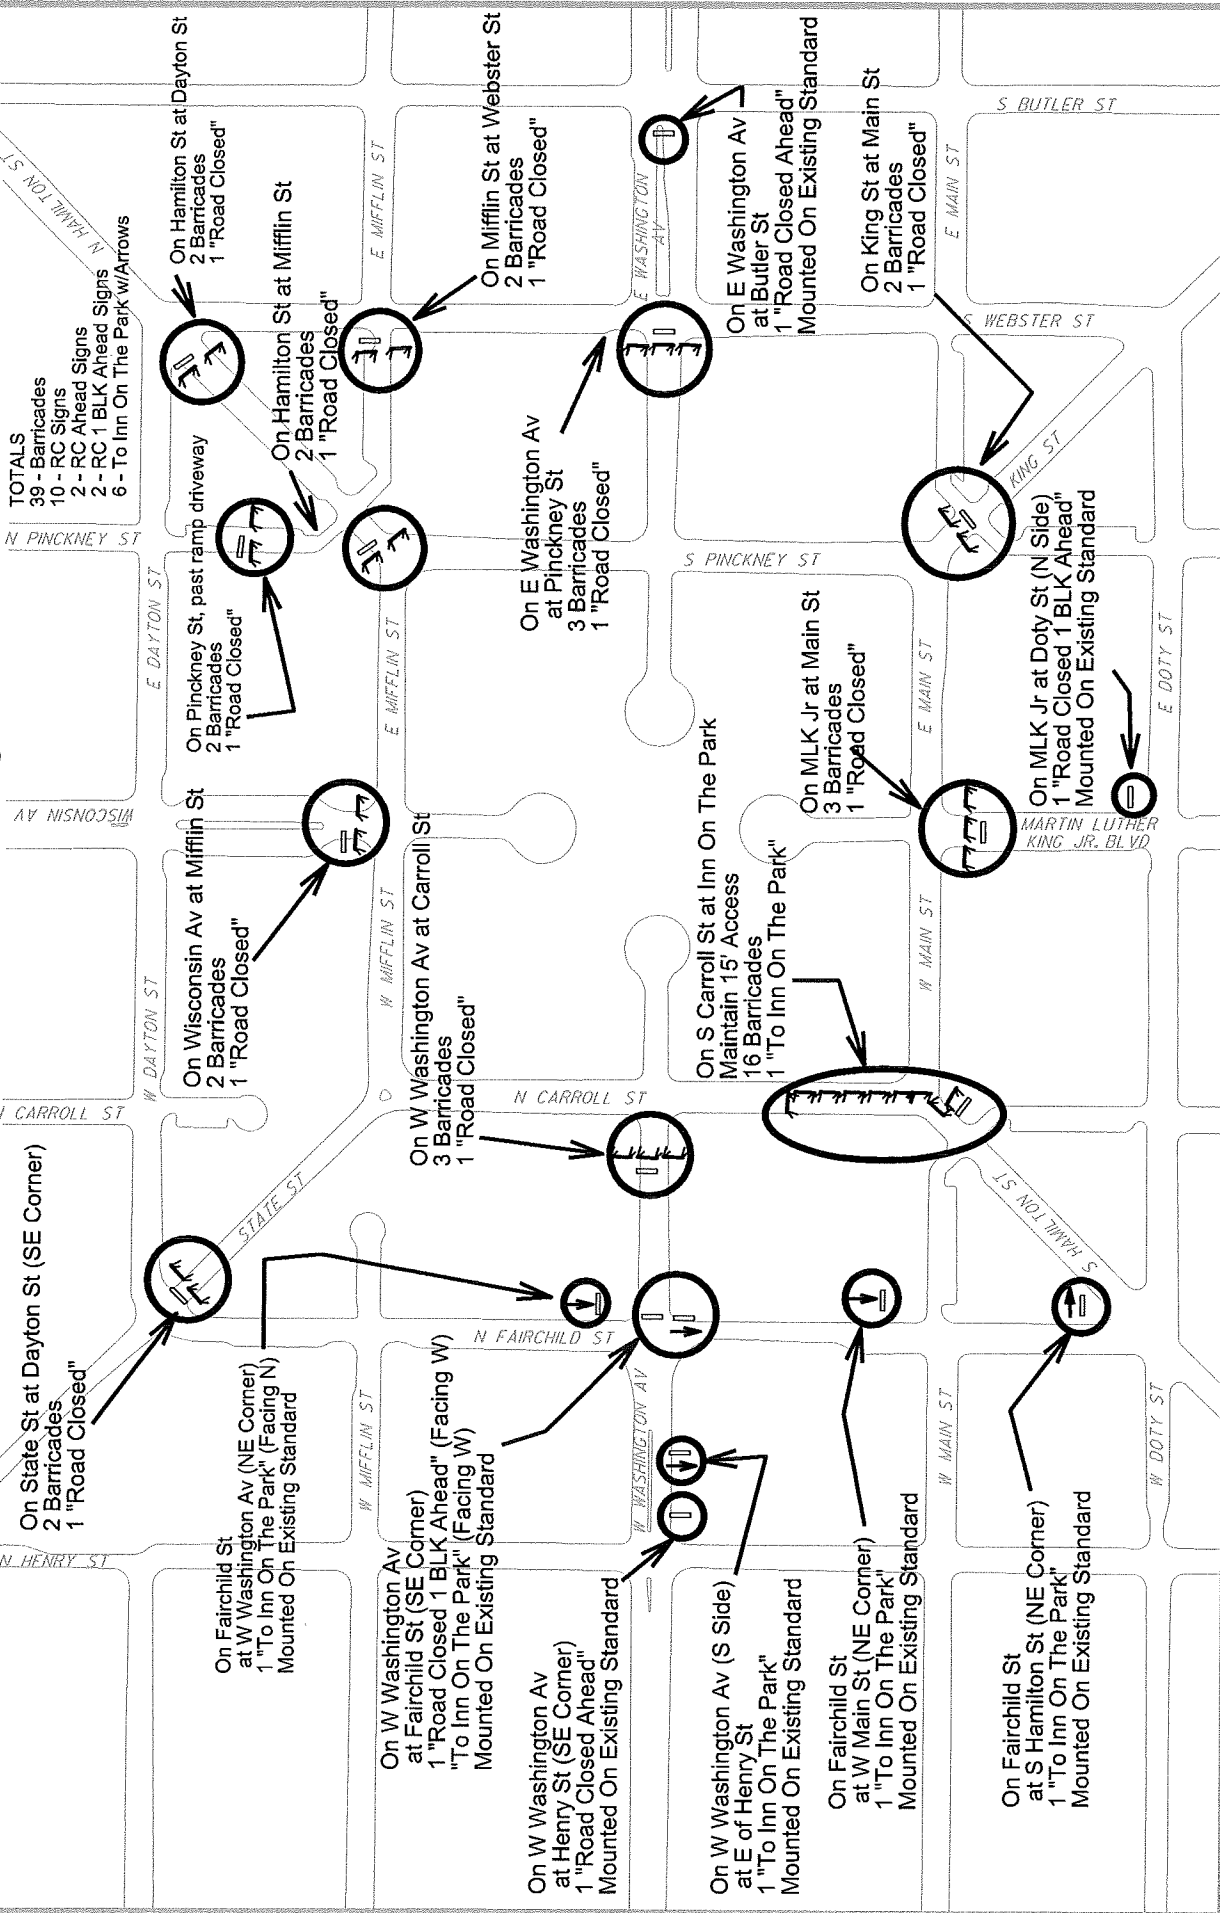 TOTALS
39 - Barricades
10 - RC Signs
2 - RC Ahead Signs
2 - RC 1 BLK Ahead Signs
6 - To Inn On The Park w/Arrows
On State St at Dayton St (SE Corner)
2 Barricades
1 "Road Closed"
On Fairchild St
at W Washington Av (NE Corner)
1 "To Inn On The Park" (Facing N)
Mounted On Existing Standard
On W Washington Av
at Fairchild St (SE Corner)
1 "Road Closed 1 BLK Ahead" (Facing W)
"To Inn On The Park" (Facing W)
Mounted On Existing Standard
On W Washington Av
at Henry St (SE Corner)
1 "Road Closed Ahead"
Mounted On Existing Standard
On W Washington Av (S Side)
at E of Henry St
1 "To Inn On The Park"
Mounted On Existing Standard
On Fairchild St
at W Main St (NE Corner)
1 "To Inn On The Park"
Mounted On Existing Standard
On Fairchild St
at S Hamilton St (NE Corner)
1 "To Inn On The Park"
Mounted On Existing Standard
On Wisconsin Av at Mifflin St
2 Barricades
1 "Road Closed"
On W Washington Av at Carroll St
3 Barricades
1 "Road Closed"
On S Carroll St at Inn On The Park
Maintain 15' Access
16 Barricades
1 "To Inn On The Park"
On Pinckney St, past ramp driveway
2 Barricades
1 "Road Closed"
On Hamilton St at Mifflin St
2 Barricades
1 "Road Closed"
On Hamilton St at Dayton St
2 Barricades
1 "Road Closed"
On Mifflin St at Webster St
2 Barricades
1 "Road Closed"
On E Washington Av
at Pinckney St
3 Barricades
1 "Road Closed"
On E Washington Av
at Butler St
1 "Road Closed Ahead"
Mounted On Existing Standard
On King St at Main St
2 Barricades
1 "Road Closed"
On MLK Jr at Main St
3 Barricades
1 "Road Closed"
On MLK Jr at Doty St (N Side)
1 "Road Closed 1 BLK Ahead"
Mounted On Existing Standard
N HENRY ST
N CARROLL ST
WISCONSIN AV
N PINCKNEY ST
N HAMILTON ST
W DAYTON ST
E DAYTON ST
STATE ST
W MIFFLIN ST
W MIFFLIN ST
E MIFFLIN ST
E MIFFLIN ST
N FAIRCHILD ST
N CARROLL ST
S PINCKNEY ST
W WASHINGTON AV
E WASHINGTON
AV
S BUTLER ST
S WEBSTER ST
W MAIN ST
W MAIN ST
E MAIN ST
E MAIN ST
KING ST
MARTIN LUTHER
KING JR. BLVD
S HAMILTON ST
W DOTY ST
E DOTY ST